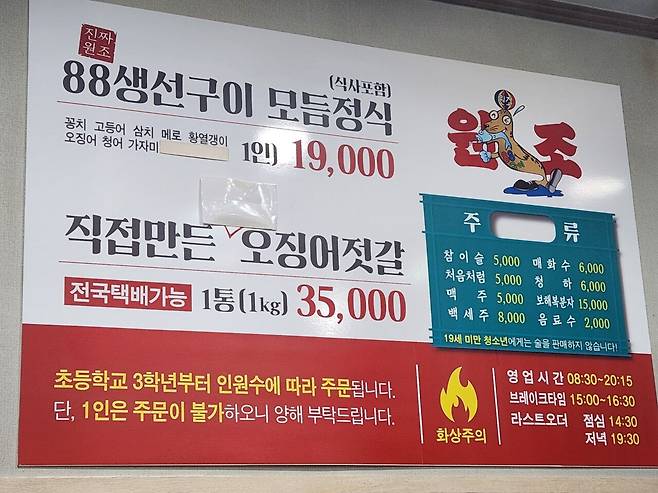 진짜
원조
88생선구이 모듬정식
(식사포함)
꽁치 고등어 삼치 메로 황열갱이
오징어 청어 가자미
1인 19,000
직접만든 오징어젓갈
전국택배가능 1통(1kg) 35,000
원조
주류
참이슬 5,000 매화수 6,000
처음처럼 5,000 청하 6,000
맥주 5,000 보해복분자 15,000
백세주 8,000 음료수 2,000
19세 미만 청소년에게는 술을 판매하지 않습니다!
초등학교 3학년부터 인원수에 따라 주문됩니다.
단, 1인은 주문이 불가하오니 양해 부탁드립니다.
화상주의
영업시간 08:30~20:15
브레이크타임 15:00~16:30
라스트오더 점심 14:30
저녁 19:30